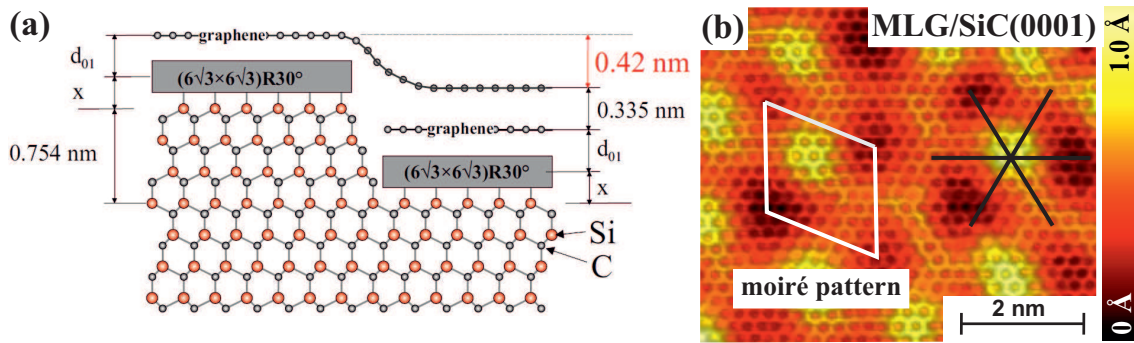 (a)
graphene
d01
x
0.754 nm
(6√3×6√3)R30°
0.42 nm
0.335 nm
graphene
d01
x
(6√3×6√3)R30°
Si
C
(b)
MLG/SiC(0001)
moiré pattern
2 nm
1.0 Å
0 Å